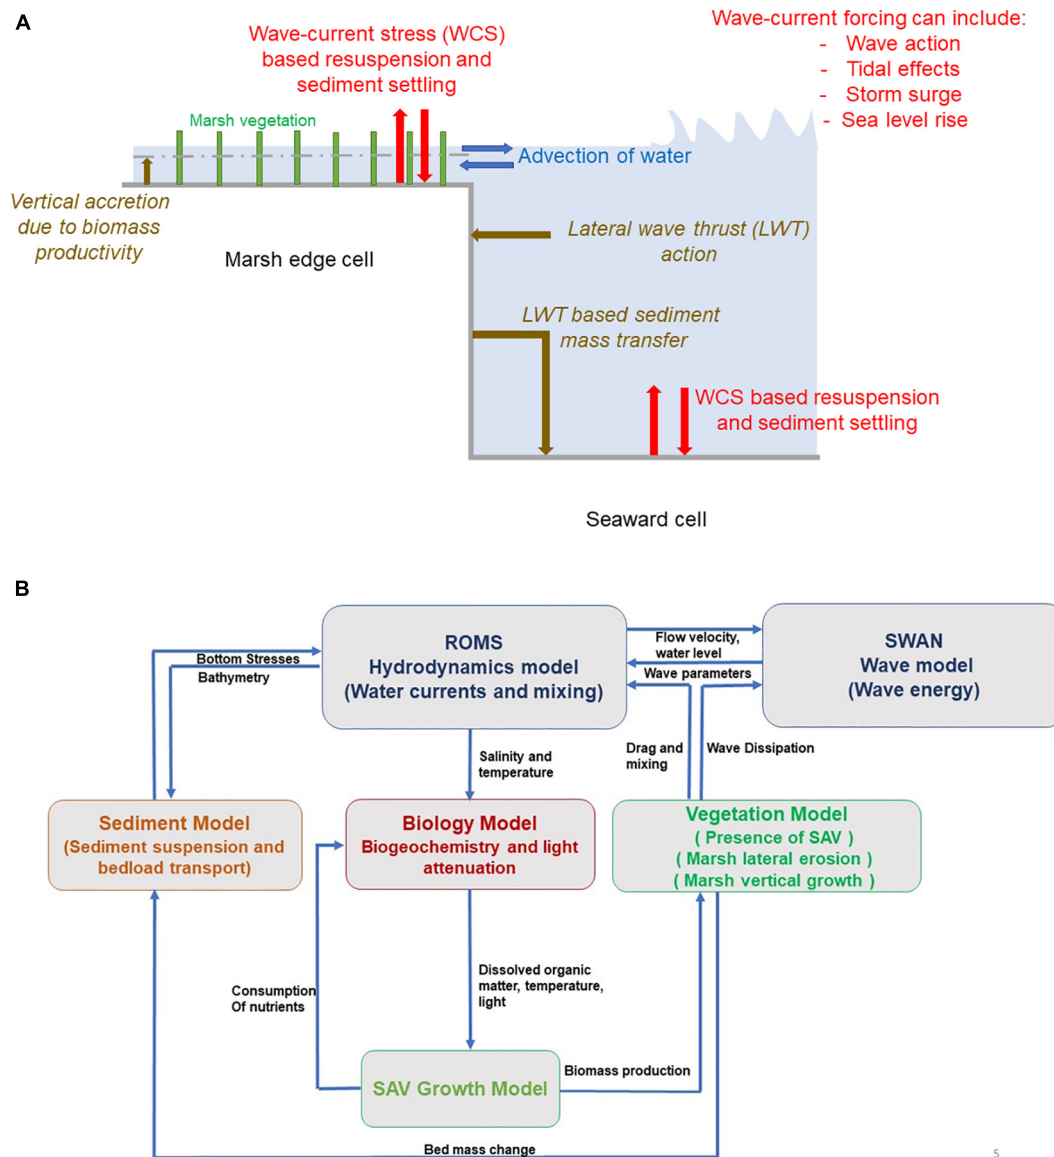 A
Wave-current stress (WCS)
based resuspension and
sediment settling
Wave-current forcing can include:
- Wave action
- Tidal effects
- Storm surge
- Sea level rise
Marsh vegetation
Advection of water
Vertical accretion
due to biomass
productivity
Marsh edge cell
Lateral wave thrust (LWT)
action
LWT based sediment
mass transfer
WCS based resuspension
and sediment settling
Seaward cell
B
ROMS
Hydrodynamics model
(Water currents and mixing)
Flow velocity,
water level
Wave parameters
SWAN
Wave model
(Wave energy)
Bottom Stresses
Bathymetry
Salinity and
temperature
Drag and
mixing
Wave Dissipation
Sediment Model
(Sediment suspension and
bedload transport)
Biology Model
Biogeochemistry and light
attenuation
Vegetation Model
( Presence of SAV )
( Marsh lateral erosion )
( Marsh vertical growth )
Consumption
Of nutrients
Dissolved organic
matter, temperature,
light
SAV Growth Model
Biomass production
Bed mass change
5